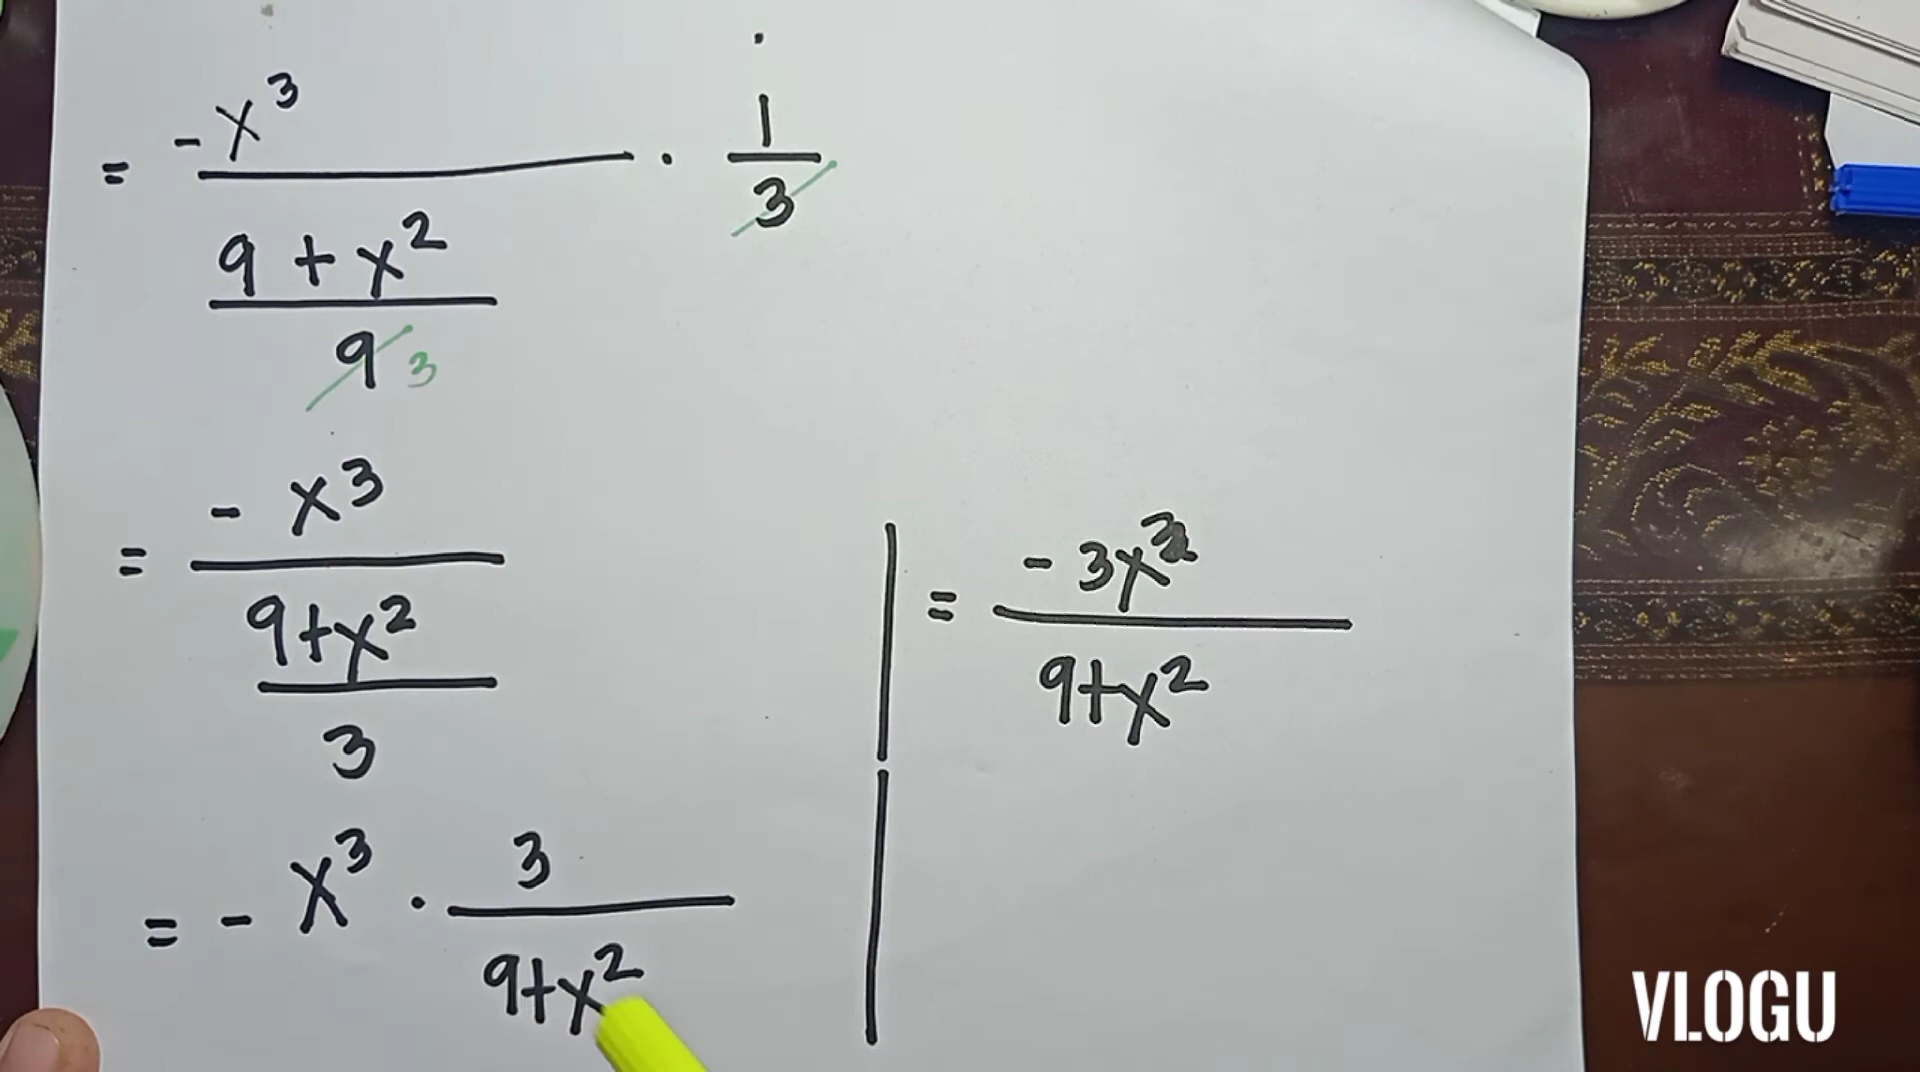 = -x³ / ((9 + x²) / 9) · 1/3
3
= -x³ / ((9+x²) / 3)
= -x³ · 3 / (9+x²)
= -3x³ / (9+x²)
VLOGU